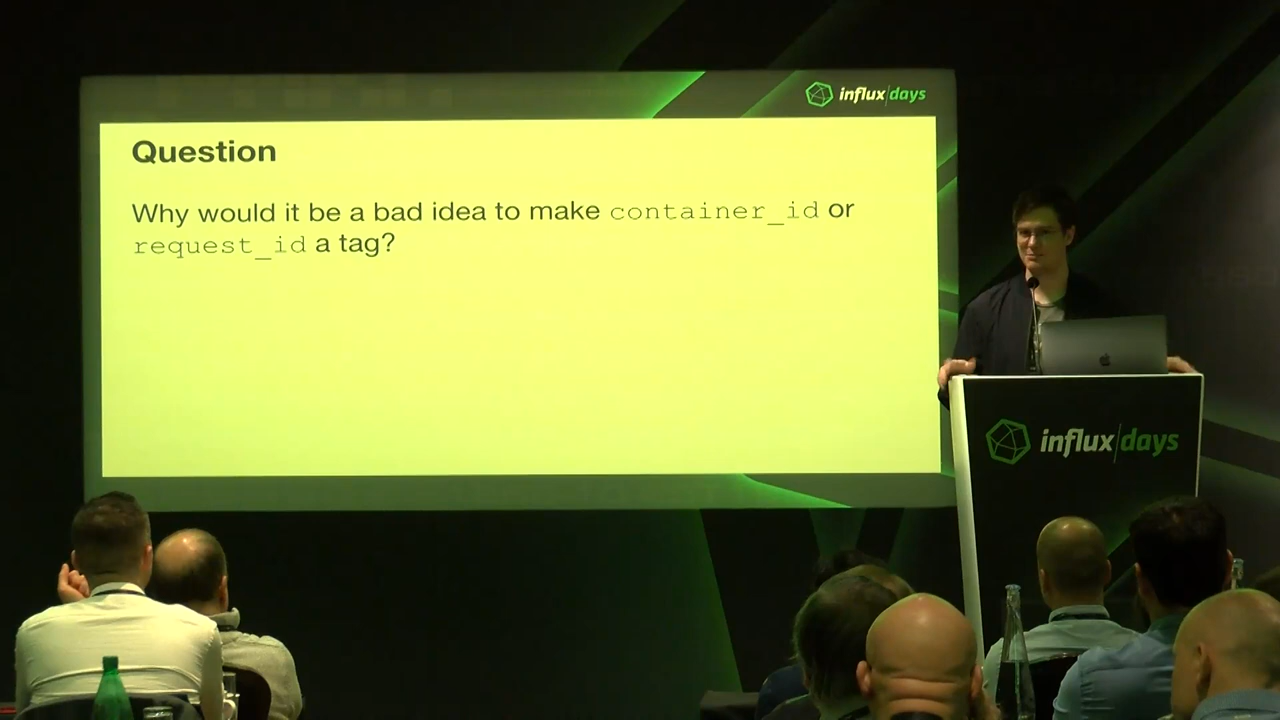 influx days
Question
Why would it be a bad idea to make container_id or
request_id a tag?
influx days